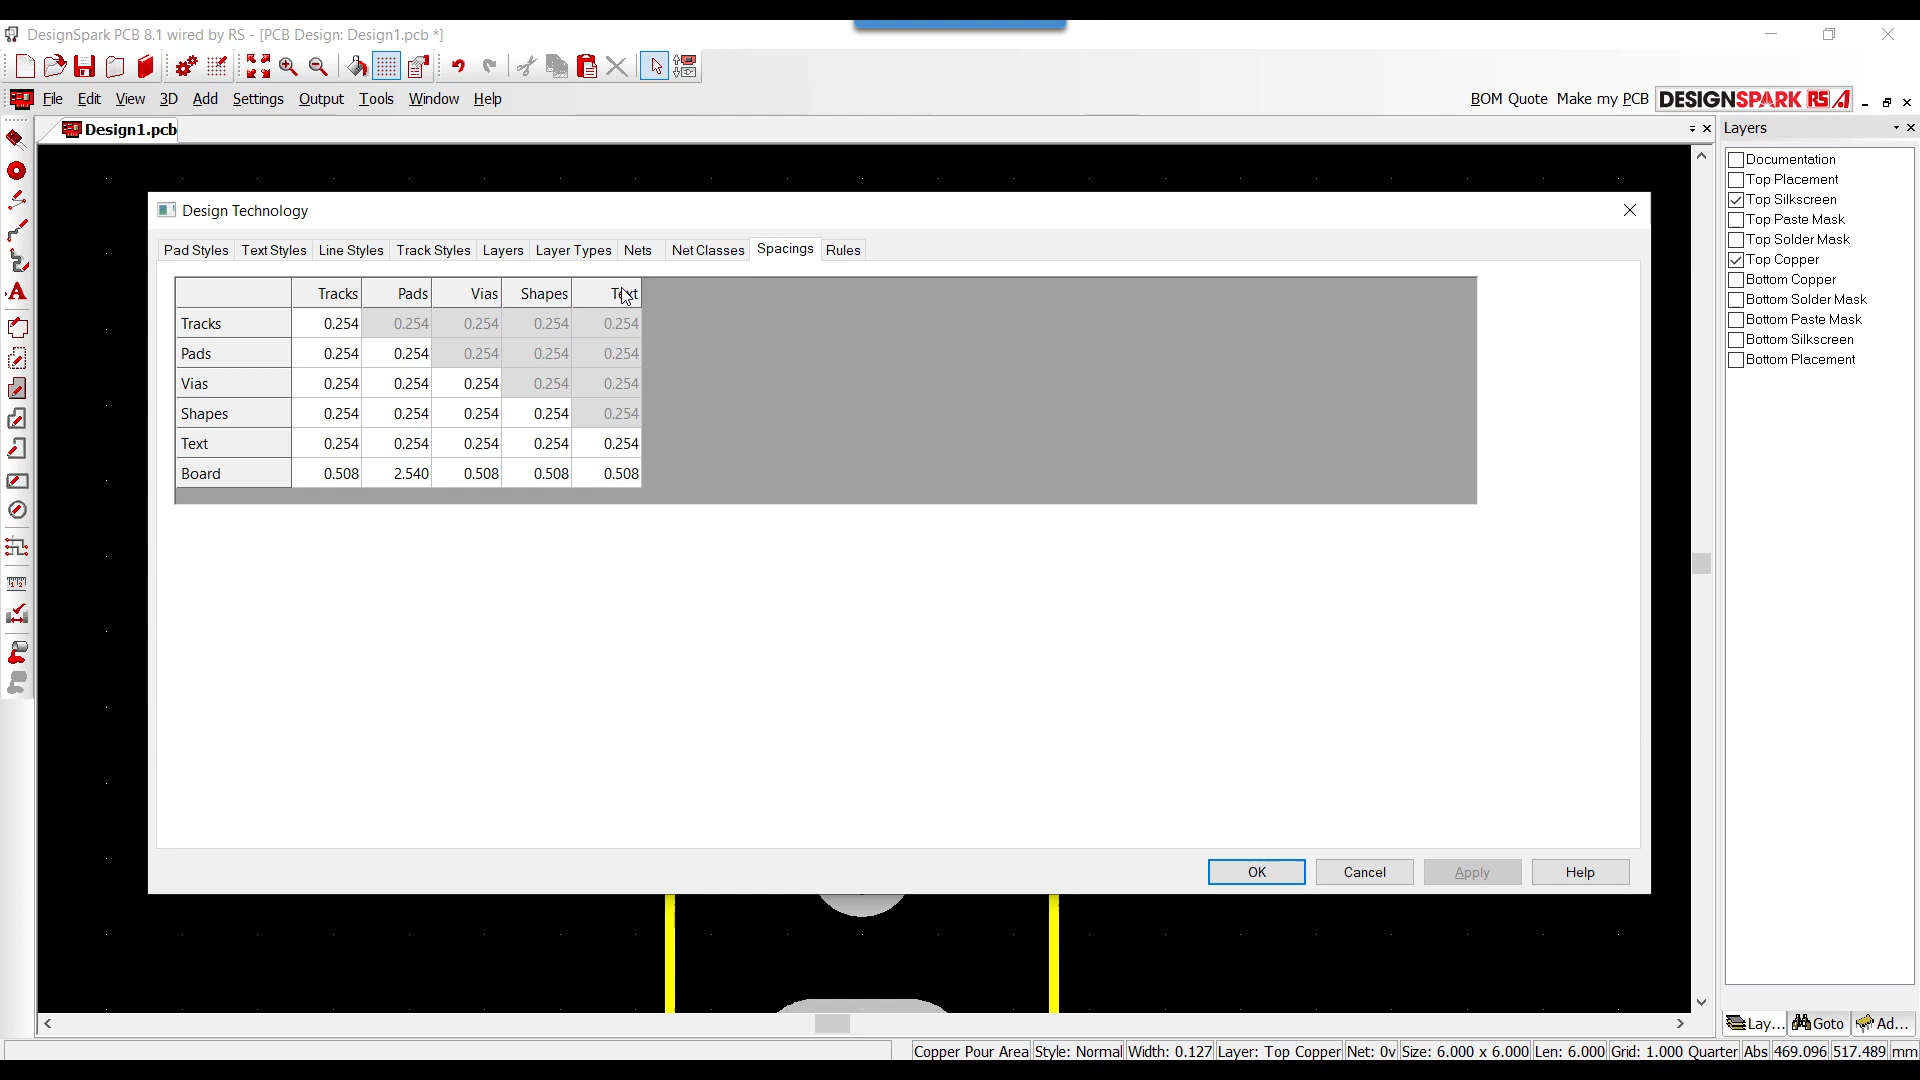 DesignSpark PCB 8.1 wired by RS - [PCB Design: Design1.pcb *]
File Edit View 3D Add Settings Output Tools Window Help
BOM Quote Make my PCB DESIGNSPARK RS
Design1.pcb
Layers
Documentation
Top Placement
Top Silkscreen
Top Paste Mask
Top Solder Mask
Top Copper
Bottom Copper
Bottom Solder Mask
Bottom Paste Mask
Bottom Silkscreen
Bottom Placement
Design Technology
Pad Styles Text Styles Line Styles Track Styles Layers Layer Types Nets Net Classes Spacings Rules
Tracks Pads Vias Shapes Text
Tracks 0.254 0.254 0.254 0.254 0.254
Pads 0.254 0.254 0.254 0.254 0.254
Vias 0.254 0.254 0.254 0.254 0.254
Shapes 0.254 0.254 0.254 0.254 0.254
Text 0.254 0.254 0.254 0.254 0.254
Board 0.508 2.540 0.508 0.508 0.508
OK Cancel Apply Help
Lay... Goto Ad...
Copper Pour Area Style: Normal Width: 0.127 Layer: Top Copper Net: 0v Size: 6.000 x 6.000 Len: 6.000 Grid: 1.000 Quarter Abs 469.096 517.489 mm